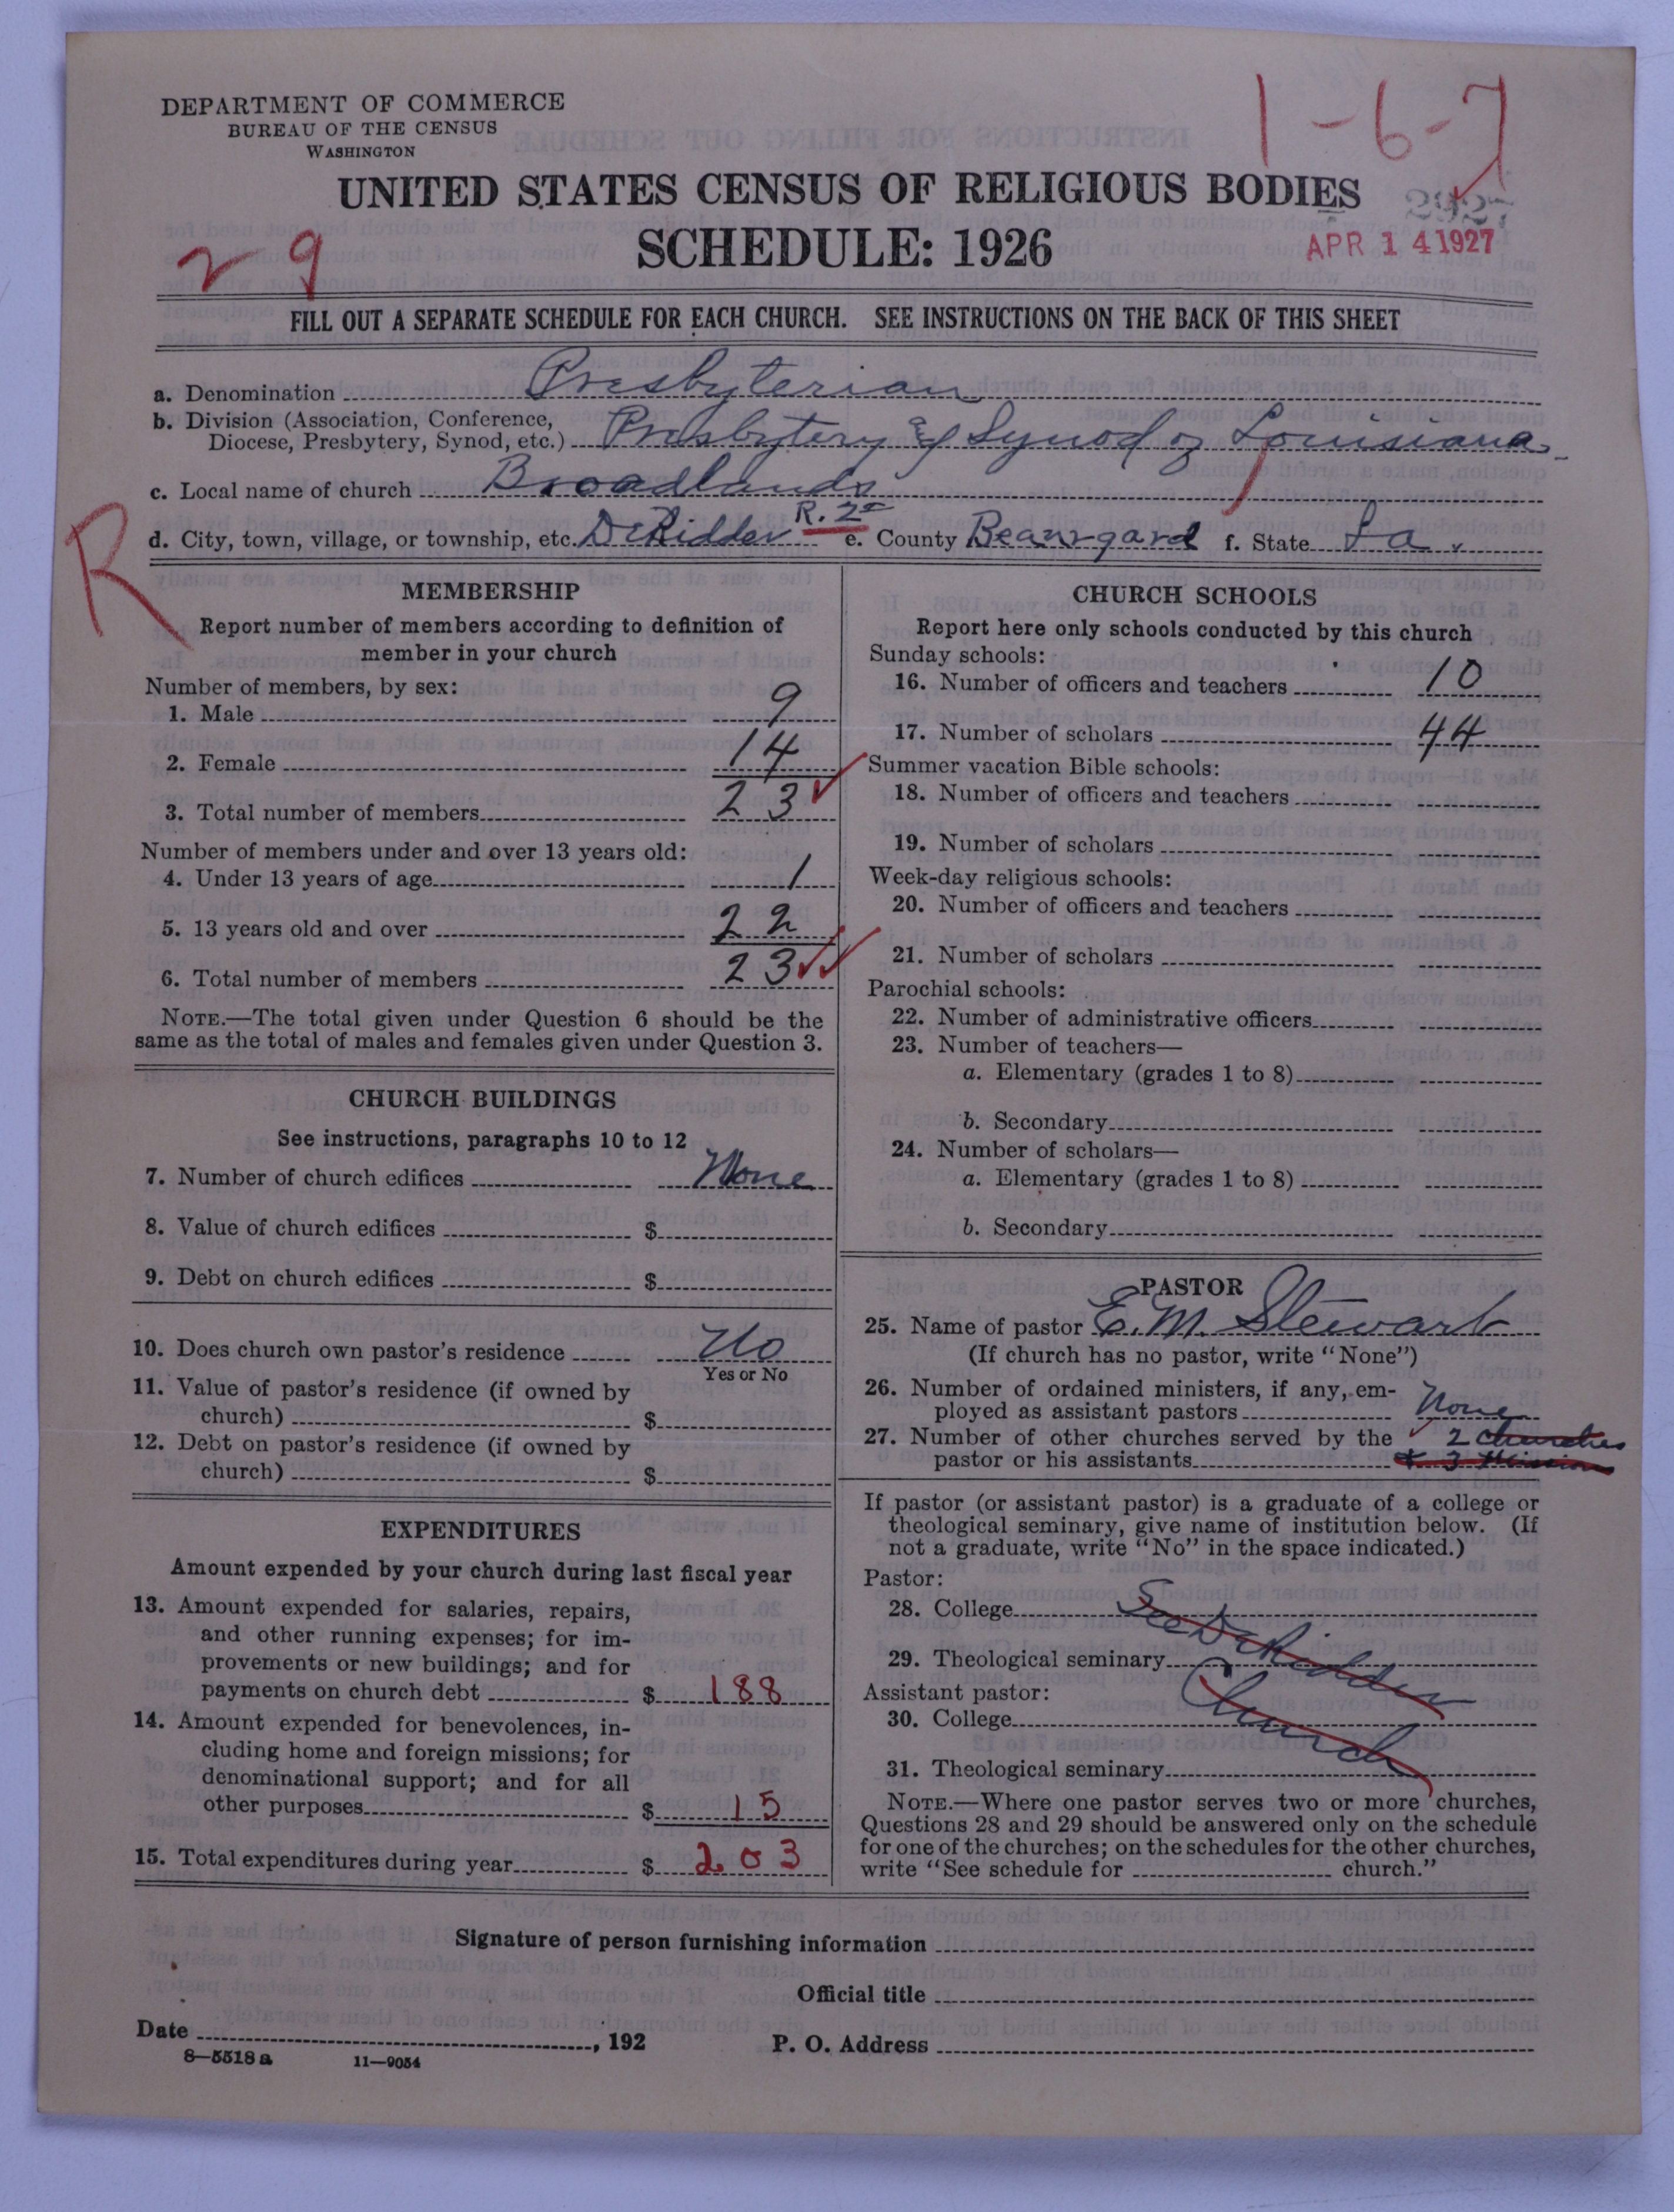 DEPARTMENT OF COMMERCE
BUREAU OF THE CENSUS
WASHINGTON
1-6-7
UNITED STATES CENSUS OF RELIGIOUS BODIES
2927
SCHEDULE: 1926
APR 14 1927
29
FILL OUT A SEPARATE SCHEDULE FOR EACH CHURCH. SEE INSTRUCTIONS ON THE BACK OF THIS SHEET
a. Denomination Presbyterian
b. Division (Association, Conference,
Diocese, Presbytery, Synod, etc.) Presbytery & Synod of Louisiana
c. Local name of church Broadlands
R. 2
d. City, town, village, or township, etc. DeRidder e. County Beauregard f. State La.
R
MEMBERSHIP
Report number of members according to definition of
member in your church
Number of members, by sex:
1. Male 9
2. Female 14
3. Total number of members 23
Number of members under and over 13 years old:
4. Under 13 years of age 1
5. 13 years old and over 22
6. Total number of members 23
NOTE.—The total given under Question 6 should be the
same as the total of males and females given under Question 3.
CHURCH BUILDINGS
See instructions, paragraphs 10 to 12
7. Number of church edifices None
8. Value of church edifices $
9. Debt on church edifices $
10. Does church own pastor's residence No
Yes or No
11. Value of pastor's residence (if owned by
church) $
12. Debt on pastor's residence (if owned by
church) $
EXPENDITURES
Amount expended by your church during last fiscal year
13. Amount expended for salaries, repairs,
and other running expenses; for im-
provements or new buildings; and for
payments on church debt $ 188
14. Amount expended for benevolences, in-
cluding home and foreign missions; for
denominational support; and for all
other purposes $ 15
15. Total expenditures during year $ 203
CHURCH SCHOOLS
Report here only schools conducted by this church
Sunday schools:
16. Number of officers and teachers 10
17. Number of scholars 44
Summer vacation Bible schools:
18. Number of officers and teachers
19. Number of scholars
Week-day religious schools:
20. Number of officers and teachers
21. Number of scholars
Parochial schools:
22. Number of administrative officers
23. Number of teachers—
a. Elementary (grades 1 to 8)
b. Secondary
24. Number of scholars—
a. Elementary (grades 1 to 8)
b. Secondary
PASTOR
25. Name of pastor E. M. Stewart
(If church has no pastor, write "None")
26. Number of ordained ministers, if any, em-
ployed as assistant pastors None
27. Number of other churches served by the 2 Churches
pastor or his assistants & 3 Missions
If pastor (or assistant pastor) is a graduate of a college or
theological seminary, give name of institution below. (If
not a graduate, write "No" in the space indicated.)
Pastor:
28. College See DeRidder
29. Theological seminary Church
Assistant pastor:
30. College
31. Theological seminary
NOTE.—Where one pastor serves two or more churches,
Questions 28 and 29 should be answered only on the schedule
for one of the churches; on the schedules for the other churches,
write "See schedule for church."
Signature of person furnishing information
Official title
Date , 192
P. O. Address
8—5518 a 11—9054